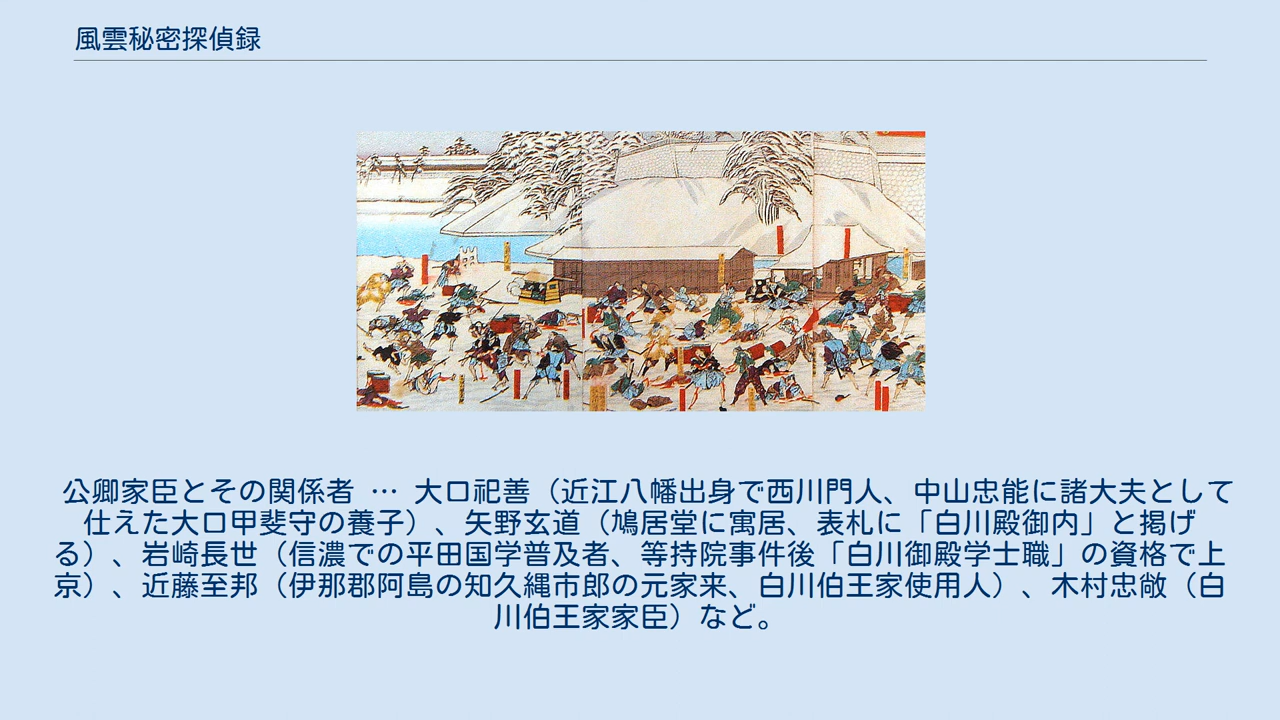 風雲秘密探偵録
公卿家臣とその関係者 … 大口祀善（近江八幡出身で西川門人、中山忠能に諸大夫として
仕えた大口甲斐守の養子）、矢野玄道（鳩居堂に寓居、表札に「白川殿御内」と掲げ
る）、岩崎長世（信濃での平田国学普及者、等持院事件後「白川御殿学士職」の資格で上
京）、近藤至邦（伊那郡阿島の知久縄市郎の元家来、白川伯王家使用人）、木村忠敞（白
川伯王家家臣）など。